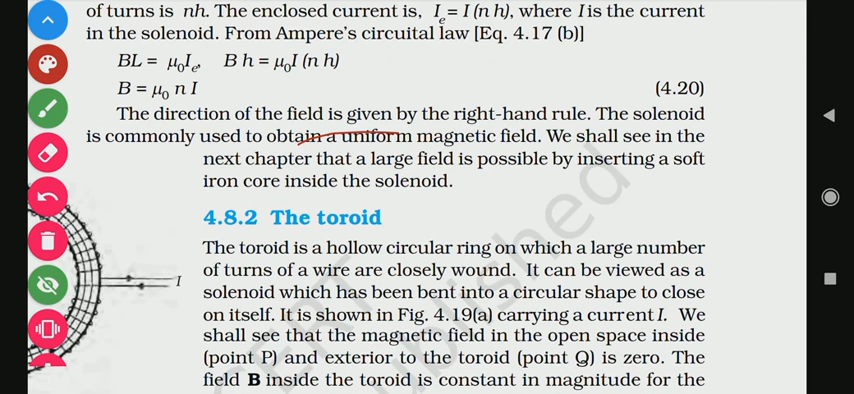 of turns is nh. The enclosed current is, Iₑ = I (n h), where I is the current
in the solenoid. From Ampere's circuital law [Eq. 4.17 (b)]
BL = μ₀Iₑ, B h = μ₀I (n h)
B = μ₀ n I (4.20)
The direction of the field is given by the right-hand rule. The solenoid
is commonly used to obtain a uniform magnetic field. We shall see in the
next chapter that a large field is possible by inserting a soft
iron core inside the solenoid.
4.8.2 The toroid
The toroid is a hollow circular ring on which a large number
of turns of a wire are closely wound. It can be viewed as a
solenoid which has been bent into a circular shape to close
on itself. It is shown in Fig. 4.19(a) carrying a current I. We
shall see that the magnetic field in the open space inside
(point P) and exterior to the toroid (point Q) is zero. The
field B inside the toroid is constant in magnitude for the
I